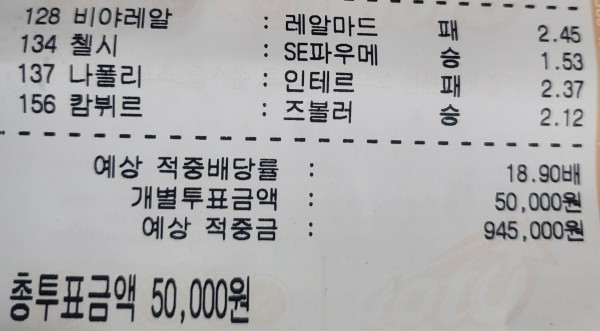 128 비야레알 : 레알마드 패 2.45
134 첼시 : SE파우메 승 1.53
137 나폴리 : 인테르 패 2.37
156 캄뷔르 : 즈볼러 승 2.12
예상 적중배당률 : 18.90배
개별투표금액 : 50,000원
예상 적중금 : 945,000원
총투표금액 50,000원